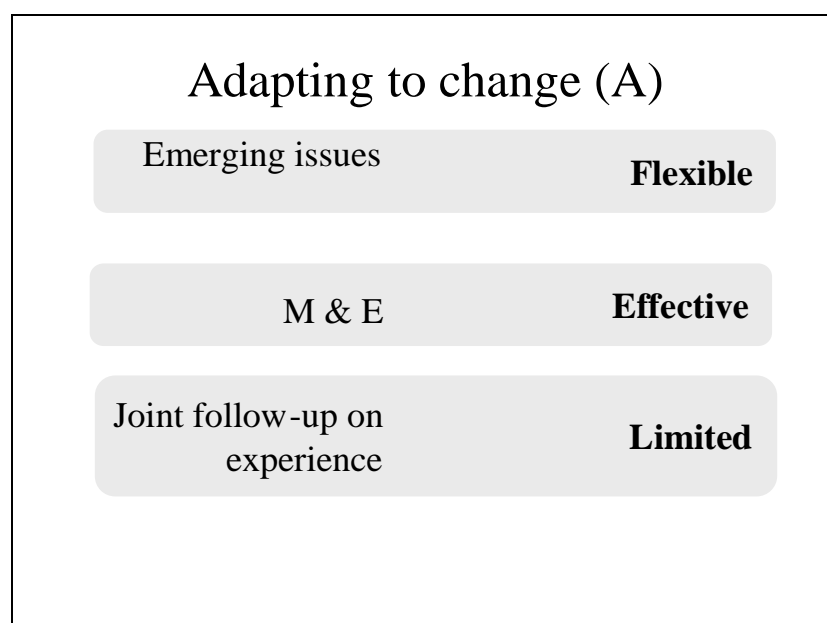 Adapting to change (A)
Emerging issues
Flexible
M & E
Effective
Joint follow-up on
experience
Limited